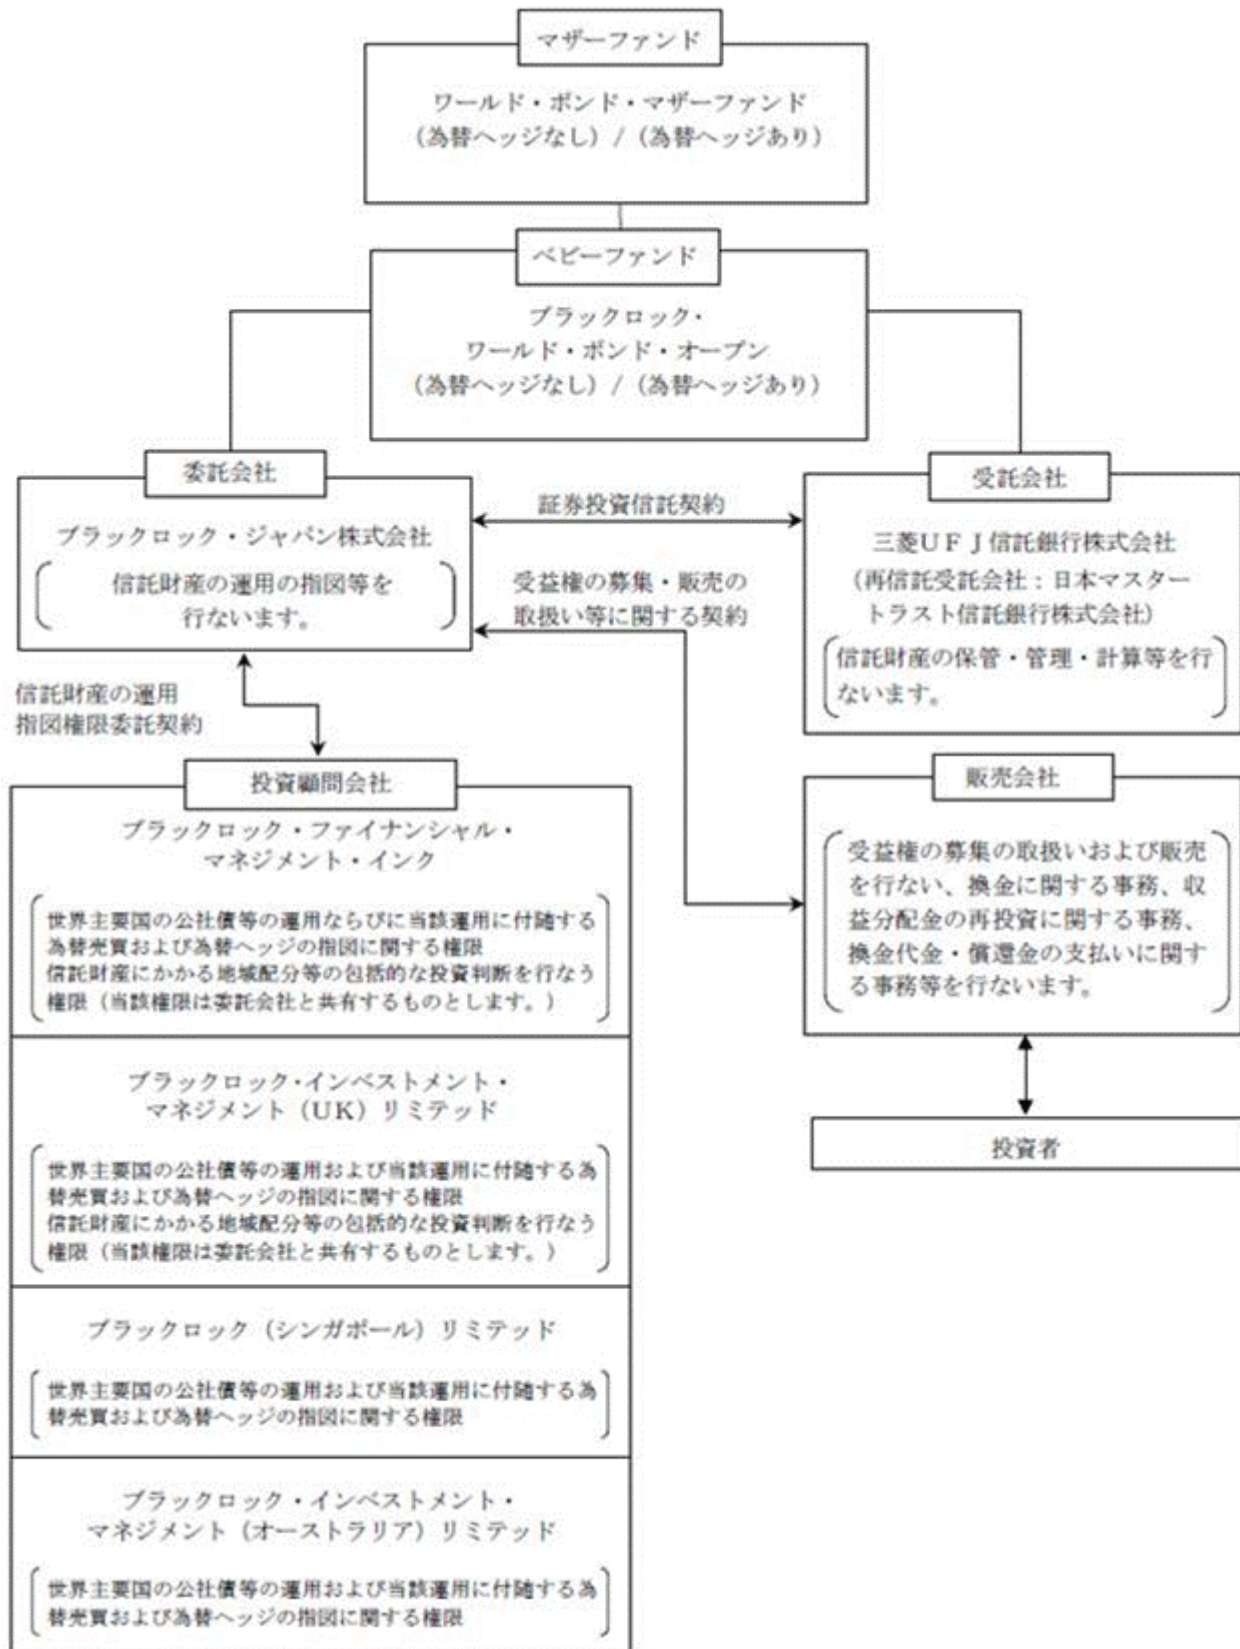 マザーファンド
ワールド・ボンド・マザーファンド
（為替ヘッジなし）/（為替ヘッジあり）
ベビーファンド
ブラックロック・
ワールド・ボンド・オープン
（為替ヘッジなし）/（為替ヘッジあり）
委託会社
ブラックロック・ジャパン株式会社
信託財産の運用の指図等を
行ないます。
証券投資信託契約
受益権の募集・販売の
取扱い等に関する契約
受託会社
三菱ＵＦＪ信託銀行株式会社
（再信託受託会社：日本マスター
トラスト信託銀行株式会社）
信託財産の保管・管理・計算等を行
ないます。
信託財産の運用
指図権限委託契約
投資顧問会社
ブラックロック・ファイナンシャル・
マネジメント・インク
世界主要国の公社債等の運用ならびに当該運用に付随する
為替売買および為替ヘッジの指図に関する権限
信託財産にかかる地域配分等の包括的な投資判断を行なう
権限（当該権限は委託会社と共有するものとします。）
ブラックロック・インベストメント・
マネジメント（ＵＫ）リミテッド
世界主要国の公社債等の運用および当該運用に付随する為
替売買および為替ヘッジの指図に関する権限
信託財産にかかる地域配分等の包括的な投資判断を行なう
権限（当該権限は委託会社と共有するものとします。）
ブラックロック（シンガポール）リミテッド
世界主要国の公社債等の運用および当該運用に付随する為
替売買および為替ヘッジの指図に関する権限
ブラックロック・インベストメント・
マネジメント（オーストラリア）リミテッド
世界主要国の公社債等の運用および当該運用に付随する為
替売買および為替ヘッジの指図に関する権限
販売会社
受益権の募集の取扱いおよび販売
を行ない、換金に関する事務、収
益分配金の再投資に関する事務、
換金代金・償還金の支払いに関す
る事務等を行ないます。
投資者